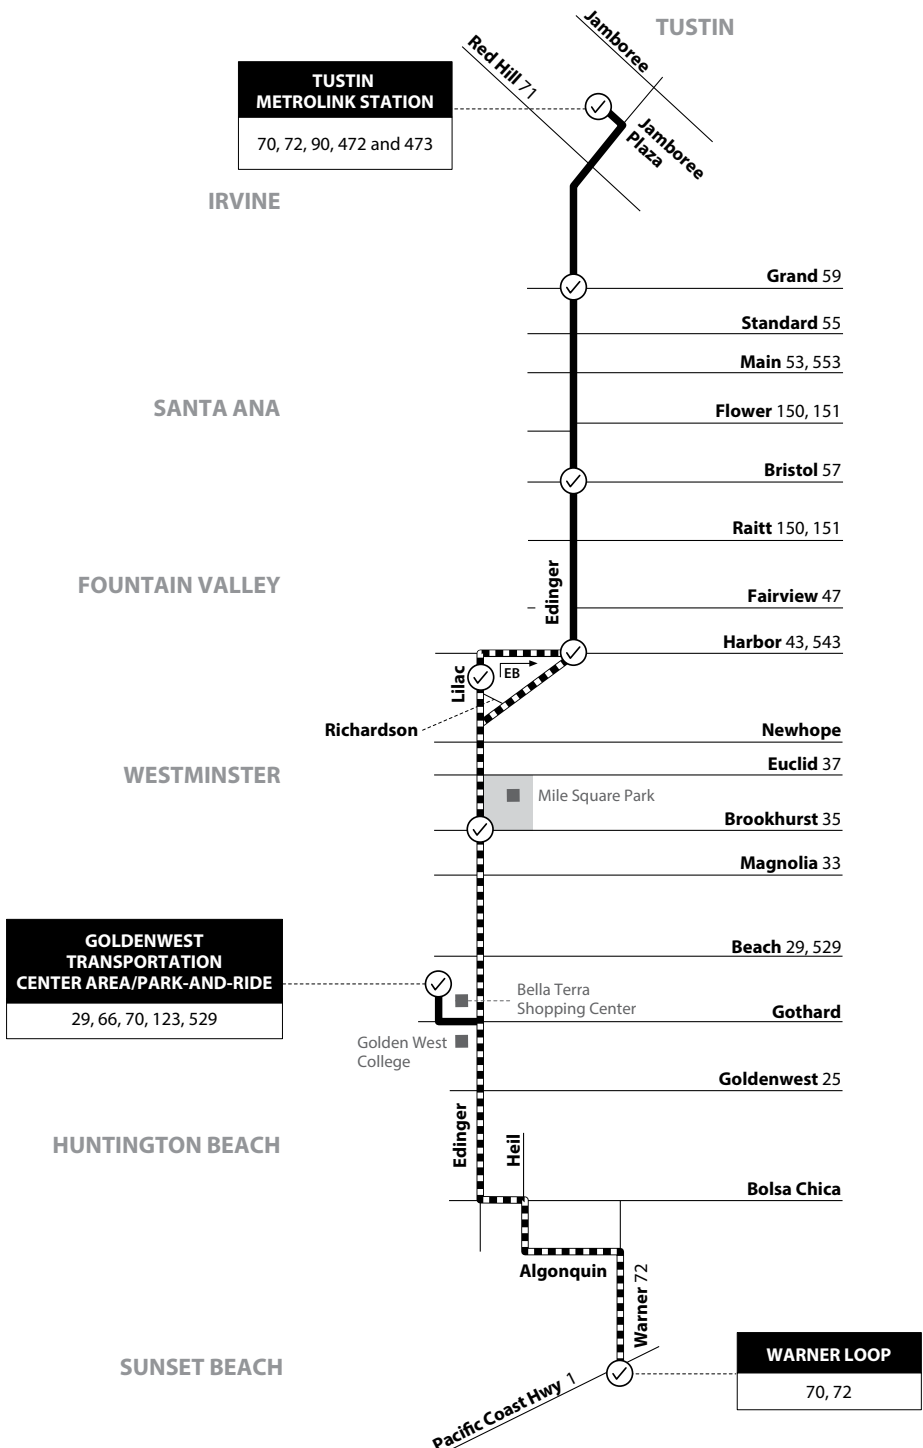 TUSTIN
Jamboree
Red Hill 71
TUSTIN
METROLINK STATION
70, 72, 90, 472 and 473
Jamboree
Plaza
IRVINE
Grand 59
Standard 55
Main 53, 553
SANTA ANA
Flower 150, 151
Bristol 57
Raitt 150, 151
Edinger
FOUNTAIN VALLEY
Fairview 47
Harbor 43, 543
EB
Lilac
Richardson
Newhope
WESTMINSTER
Euclid 37
Mile Square Park
Brookhurst 35
Magnolia 33
GOLDENWEST
TRANSPORTATION
CENTER AREA/PARK-AND-RIDE
29, 66, 70, 123, 529
Beach 29, 529
Bella Terra
Shopping Center
Gothard
Golden West
College
Goldenwest 25
Edinger
Heil
HUNTINGTON BEACH
Bolsa Chica
Algonquin
Warner 72
SUNSET BEACH
WARNER LOOP
70, 72
Pacific Coast Hwy 1